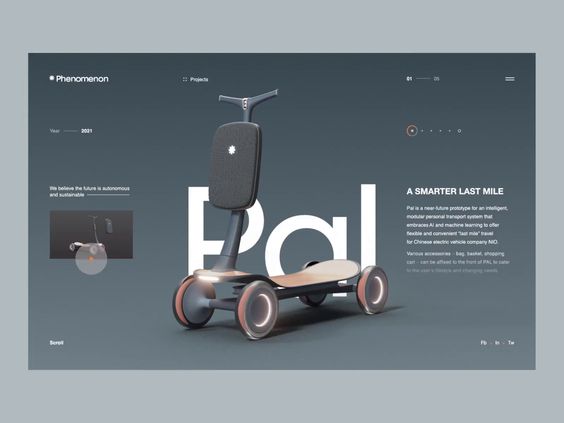 Phenomenon
Projects
01 05
Year 2021
We believe the future is autonomous
and sustainable
Pal
A SMARTER LAST MILE
Pal is a near-future prototype for an intelligent,
modular personal transport system that
embraces AI and machine learning to offer
flexible and convenient "last mile" travel
for Chinese electric vehicle company NIO.
Various accessories - bag, basket, shopping
cart - can be affixed to the front of PAL to cater
to the user's lifestyle and changing needs
Scroll
Fb In Tw